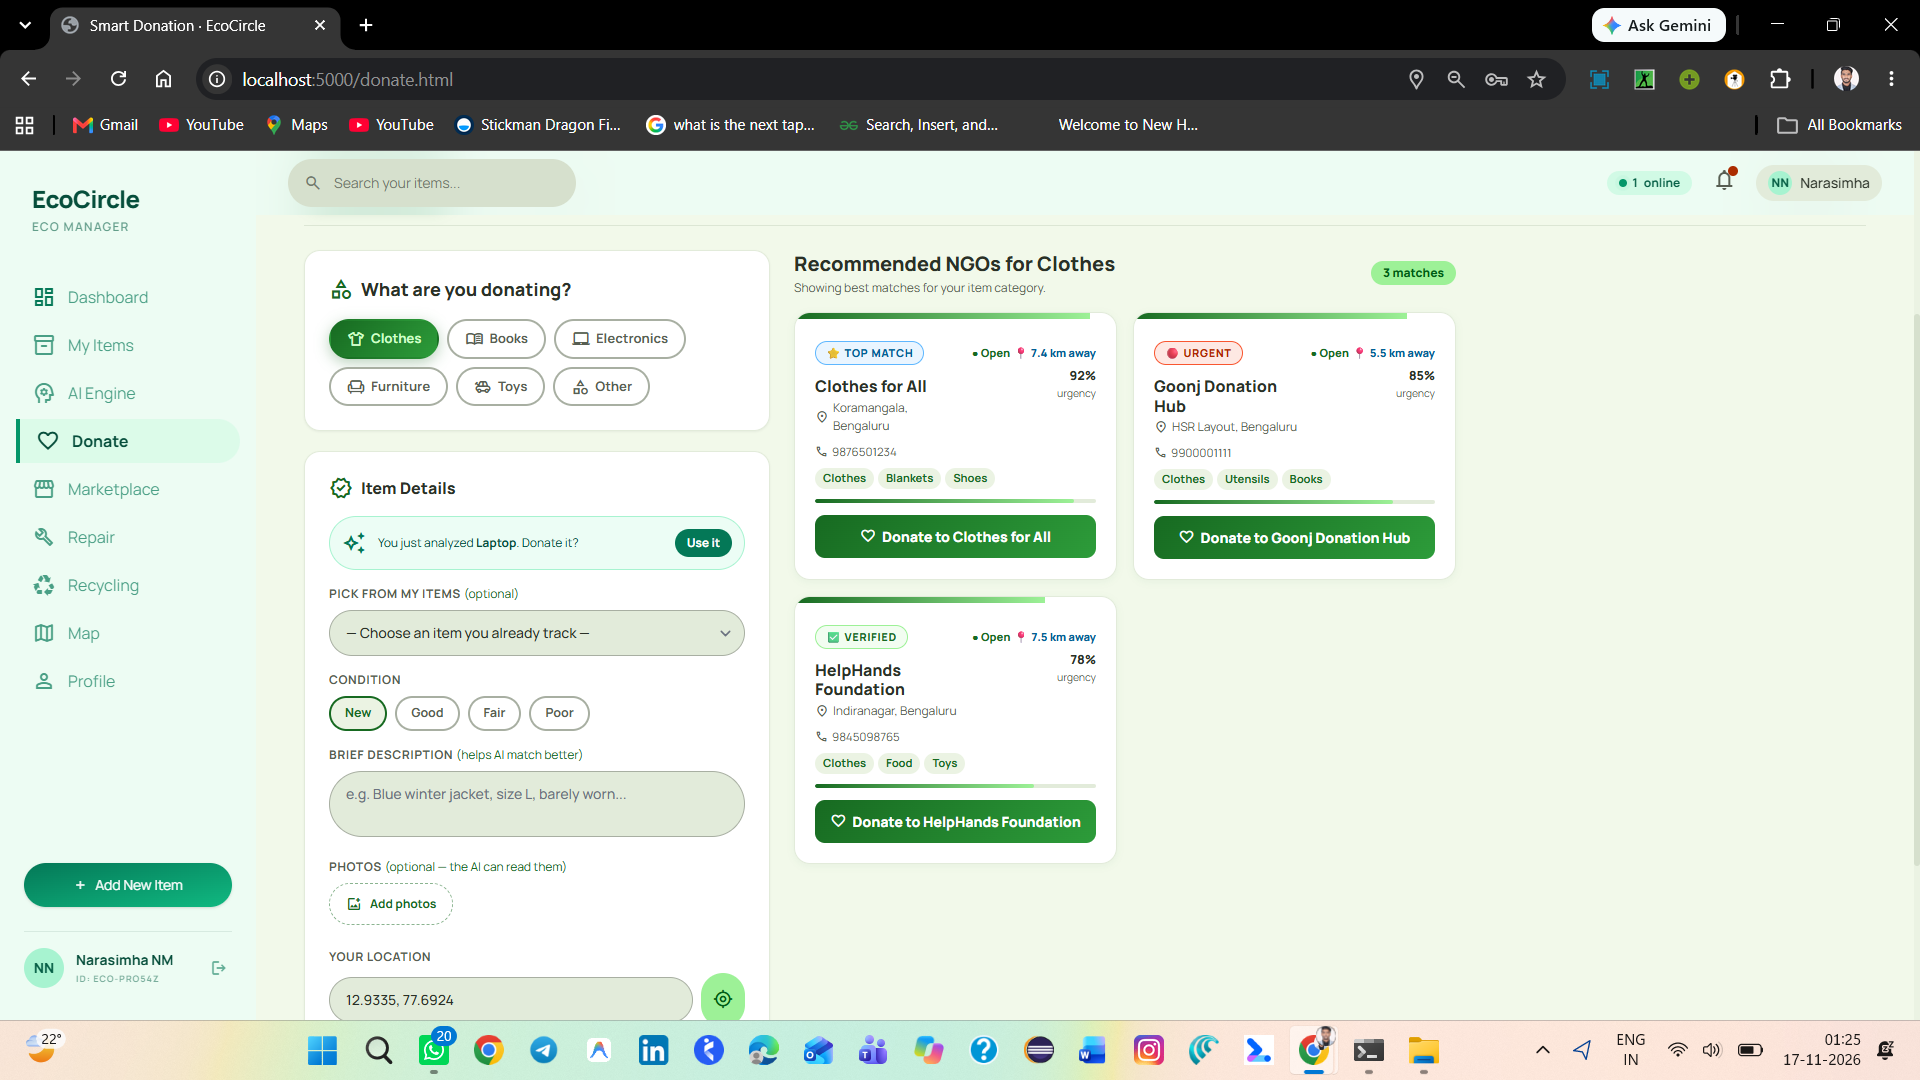 Smart Donation · EcoCircle
Ask Gemini
localhost:5000/donate.html
Gmail
YouTube
Maps
YouTube
Stickman Dragon Fi...
what is the next tap...
Search, Insert, and...
Welcome to New H...
All Bookmarks
EcoCircle
ECO MANAGER
Search your items...
1 online
NN
Narasimha
Dashboard
My Items
AI Engine
Donate
Marketplace
Repair
Recycling
Map
Profile
+ Add New Item
NN
Narasimha NM
ID: ECO-PRO54Z
What are you donating?
Clothes
Books
Electronics
Furniture
Toys
Other
Item Details
You just analyzed Laptop. Donate it?
Use it
PICK FROM MY ITEMS (optional)
— Choose an item you already track —
CONDITION
New
Good
Fair
Poor
BRIEF DESCRIPTION (helps AI match better)
e.g. Blue winter jacket, size L, barely worn...
PHOTOS (optional — the AI can read them)
Add photos
YOUR LOCATION
12.9335, 77.6924
Recommended NGOs for Clothes
Showing best matches for your item category.
3 matches
TOP MATCH
● Open 7.4 km away
Clothes for All
92%
urgency
Koramangala,
Bengaluru
9876501234
Clothes
Blankets
Shoes
Donate to Clothes for All
URGENT
● Open 5.5 km away
Goonj Donation
Hub
85%
urgency
HSR Layout, Bengaluru
9900001111
Clothes
Utensils
Books
Donate to Goonj Donation Hub
VERIFIED
● Open 7.5 km away
HelpHands
Foundation
78%
urgency
Indiranagar, Bengaluru
9845098765
Clothes
Food
Toys
Donate to HelpHands Foundation
22°
20
ENG
IN
01:25
17-11-2026